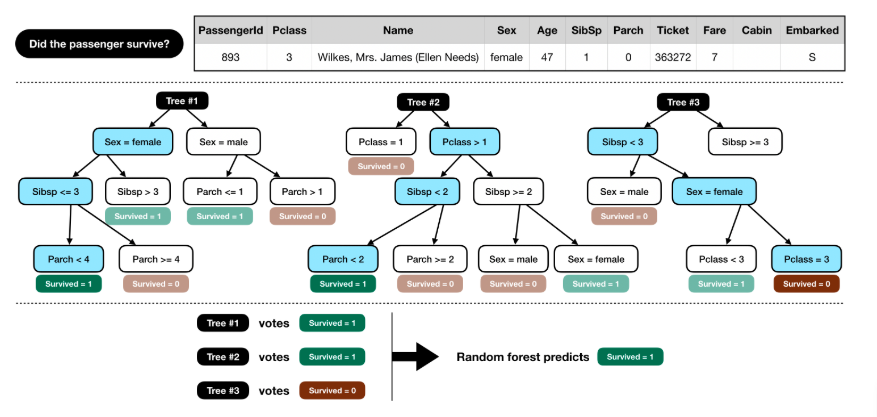 Did the passenger survive?
PassengerId Pclass Name Sex Age SibSp Parch Ticket Fare Cabin Embarked
893 3 Wilkes, Mrs. James (Ellen Needs) female 47 1 0 363272 7 S
Tree #1 Tree #2 Tree #3
Sex = female Sex = male Pclass = 1 Pclass > 1 Sibsp < 3 Sibsp >= 3
Survived = 0
Sibsp <= 3 Sibsp > 3 Parch <= 1 Parch > 1 Sibsp < 2 Sibsp >= 2 Sex = male Sex = female
Survived = 1 Survived = 1 Survived = 0 Survived = 0
Parch < 4 Parch >= 4 Parch < 2 Parch >= 2 Sex = male Sex = female Pclass < 3 Pclass = 3
Survived = 1 Survived = 0 Survived = 1 Survived = 0 Survived = 0 Survived = 1 Survived = 1 Survived = 0
Tree #1 votes Survived = 1
Tree #2 votes Survived = 1 Random forest predicts Survived = 1
Tree #3 votes Survived = 0